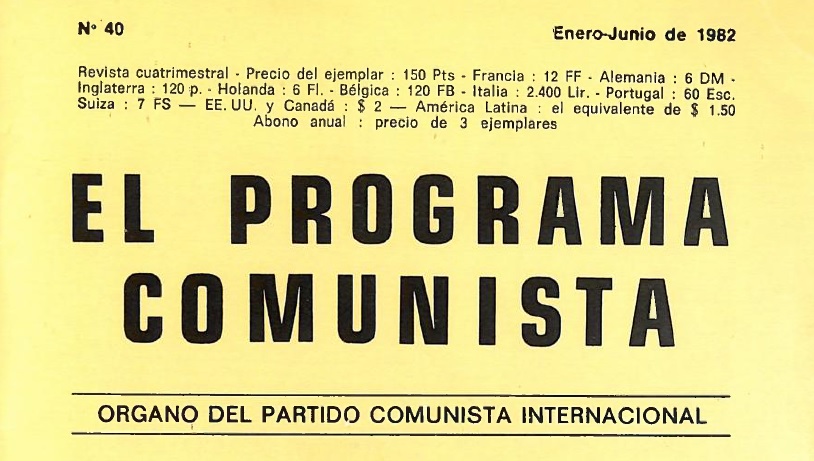 Nº 40
Enero-Junio de 1982
Revista cuatrimestral - Precio del ejemplar : 150 Pts - Francia : 12 FF - Alemania : 6 DM -
Inglaterra : 120 p. - Holanda : 6 Fl. - Bélgica : 120 FB - Italia : 2.400 Lir. - Portugal : 60 Esc.
Suiza : 7 FS — EE. UU. y Canadá : $ 2 — América Latina : el equivalente de $ 1.50
Abono anual : precio de 3 ejemplares
EL PROGRAMA
COMUNISTA
ORGANO DEL PARTIDO COMUNISTA INTERNACIONAL